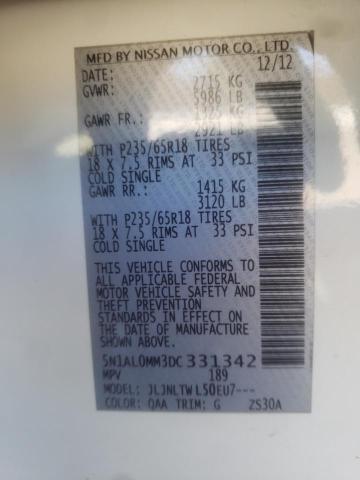 MFD BY NISSAN MOTOR CO., LTD.
DATE: 12/12
GVWR: 2715 KG
5986 LB
GAWR FR.: KG
2921 LB
WITH P235/65R18 TIRES
18 X 7.5 RIMS AT 33 PSI
COLD SINGLE
GAWR RR.: 1415 KG
3120 LB
WITH P235/65R18 TIRES
18 X 7.5 RIMS AT 33 PSI
COLD SINGLE
THIS VEHICLE CONFORMS TO
ALL APPLICABLE FEDERAL
MOTOR VEHICLE SAFETY AND
THEFT PREVENTION
STANDARDS IN EFFECT ON
THE DATE OF MANUFACTURE
SHOWN ABOVE.
5N1AL0MM3DC331342
MPV 189
MODEL: JLJNLTWL50EU7---
COLOR: QAA TRIM: G ZS30A